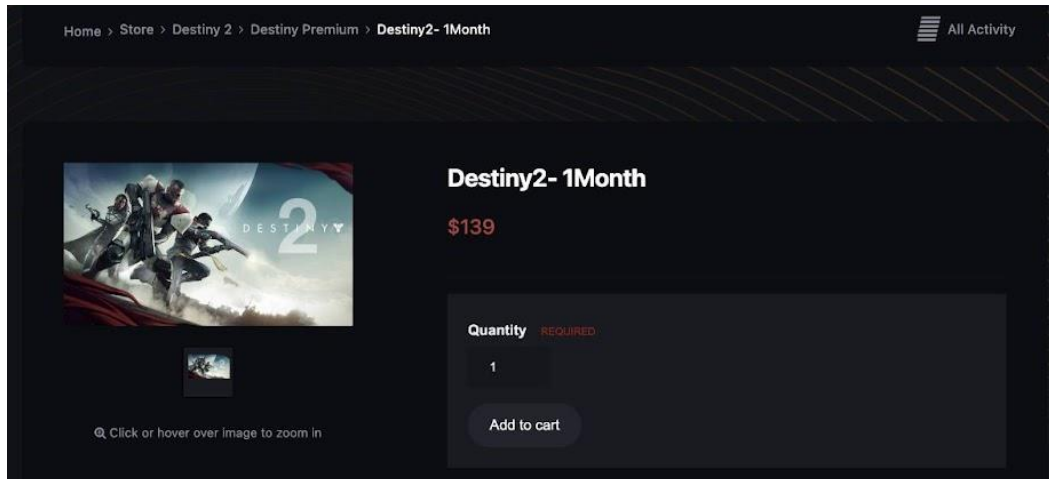 Home > Store > Destiny 2 > Destiny Premium > Destiny2- 1Month
All Activity
DESTINY
2
Destiny2- 1Month
$139
Quantity REQUIRED
1
Add to cart
Click or hover over image to zoom in